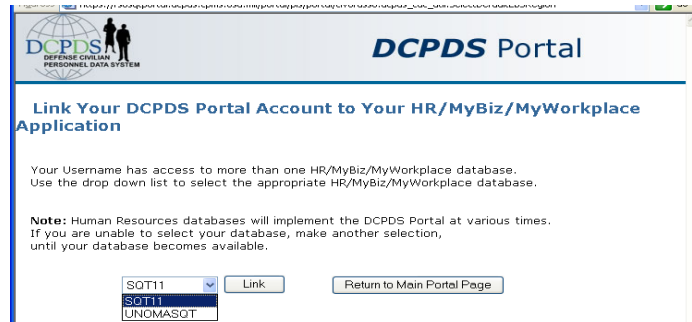 DCPDS
DEFENSE CIVILIAN
PERSONNEL DATA SYSTEM
DCPDS Portal
Link Your DCPDS Portal Account to Your HR/MyBiz/MyWorkplace
Application
Your Username has access to more than one HR/MyBiz/MyWorkplace database.
Use the drop down list to select the appropriate HR/MyBiz/MyWorkplace database.
Note: Human Resources databases will implement the DCPDS Portal at various times.
If you are unable to select your database, make another selection,
until your database becomes available.
SQT11 Link Return to Main Portal Page
SQT11
UNOMASQT